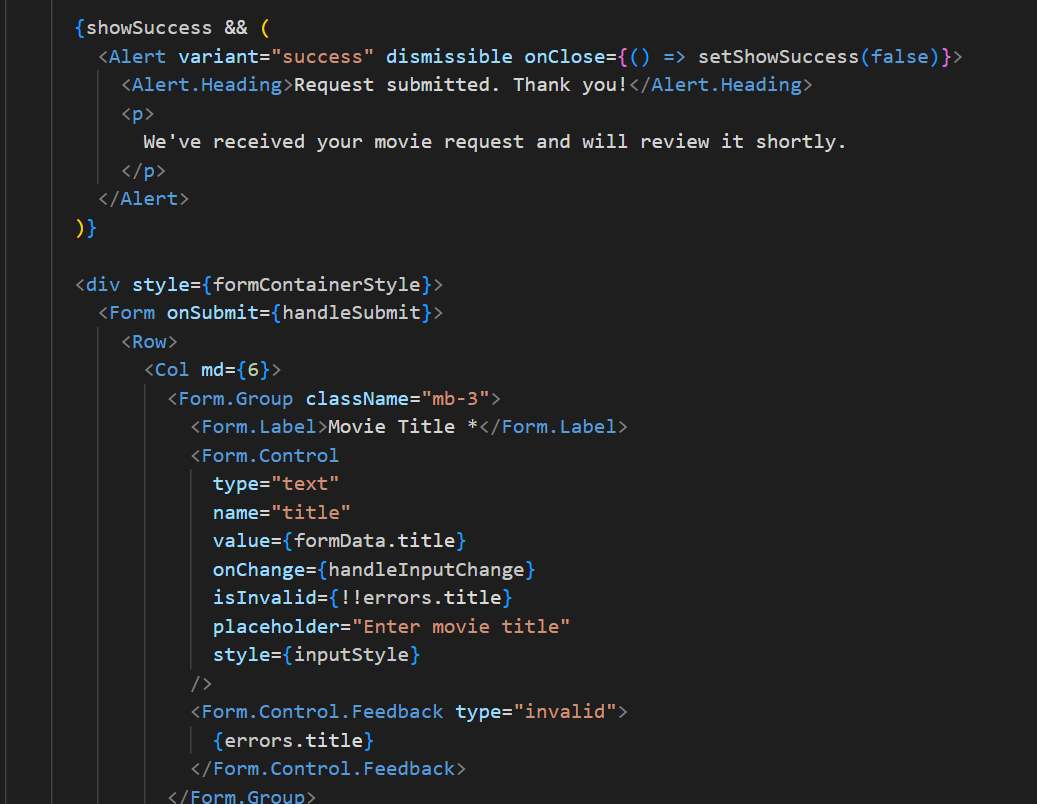 {showSuccess && (
<Alert variant="success" dismissible onClose={() => setShowSuccess(false)}>
<Alert.Heading>Request submitted. Thank you!</Alert.Heading>
<p>
We've received your movie request and will review it shortly.
</p>
</Alert>
)}
<div style={formContainerStyle}>
<Form onSubmit={handleSubmit}>
<Row>
<Col md={6}>
<Form.Group className="mb-3">
<Form.Label>Movie Title *</Form.Label>
<Form.Control
type="text"
name="title"
value={formData.title}
onChange={handleInputChange}
isInvalid={!!errors.title}
placeholder="Enter movie title"
style={inputStyle}
/>
<Form.Control.Feedback type="invalid">
{errors.title}
</Form.Control.Feedback>
</Form.Group>